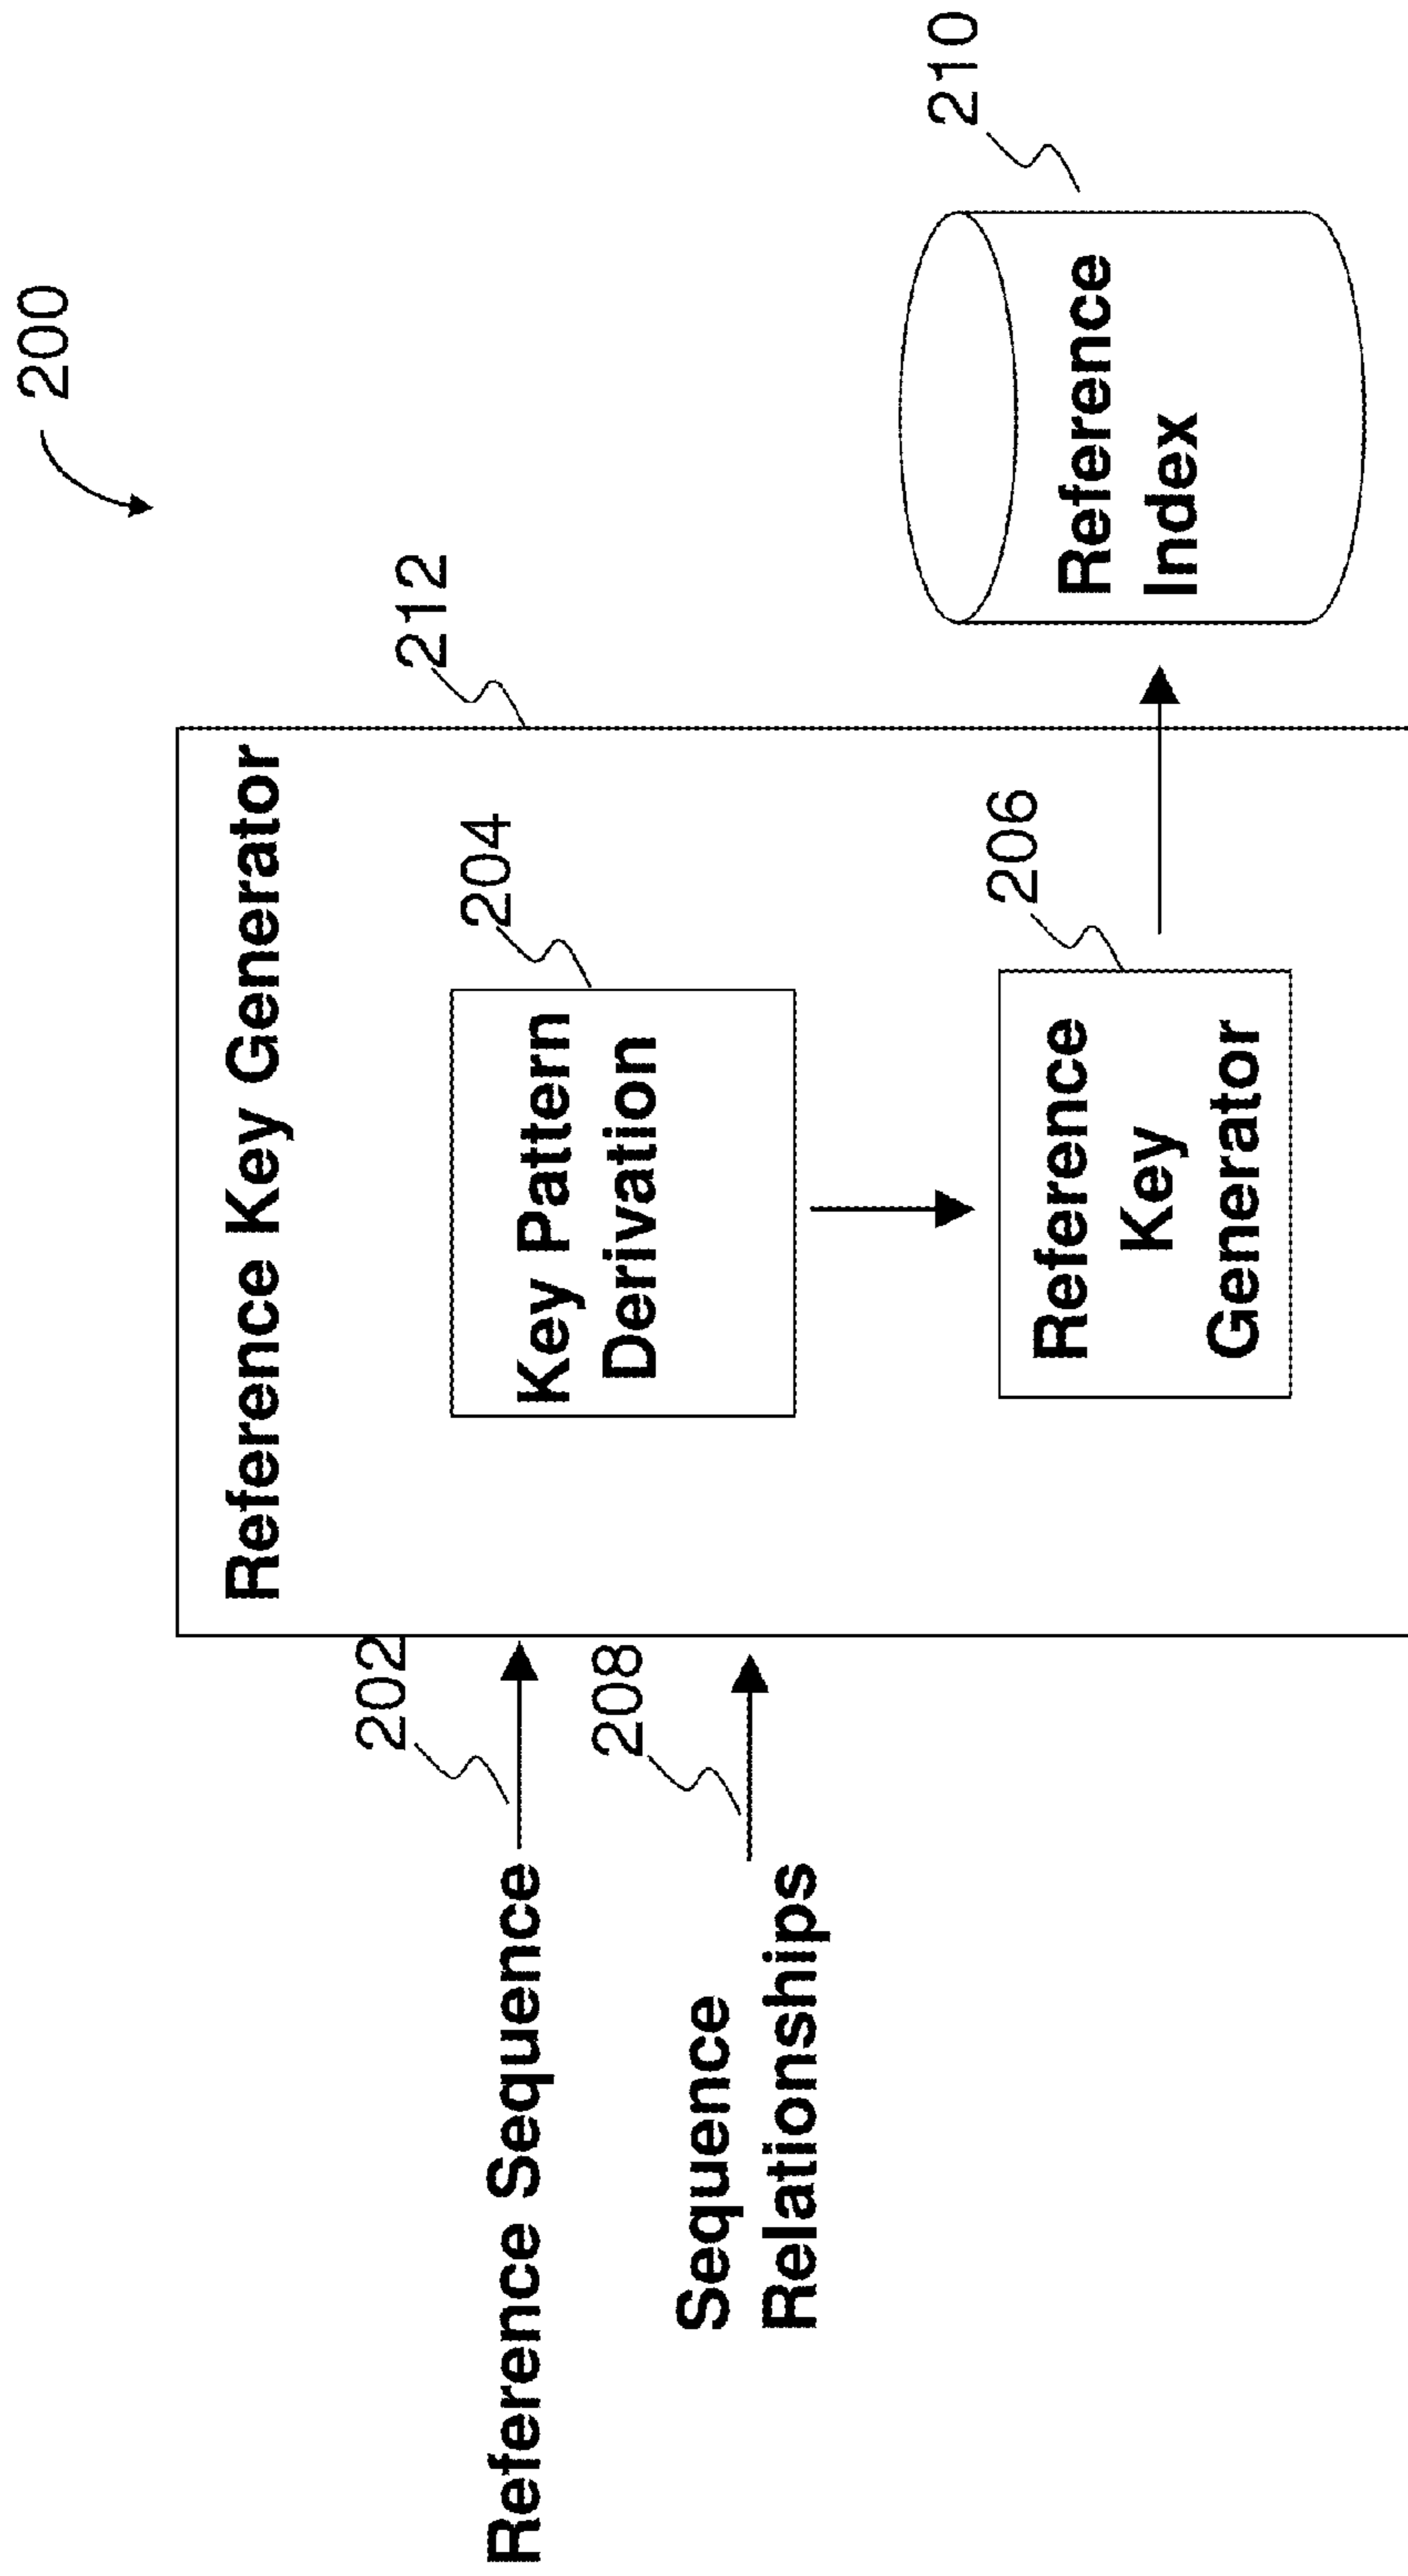 200
212
Reference Key Generator
210
202
204
Reference Sequence
Key Pattern
Derivation
208
Sequence
Relationships
206
Reference
Key
Generator
Reference
Index